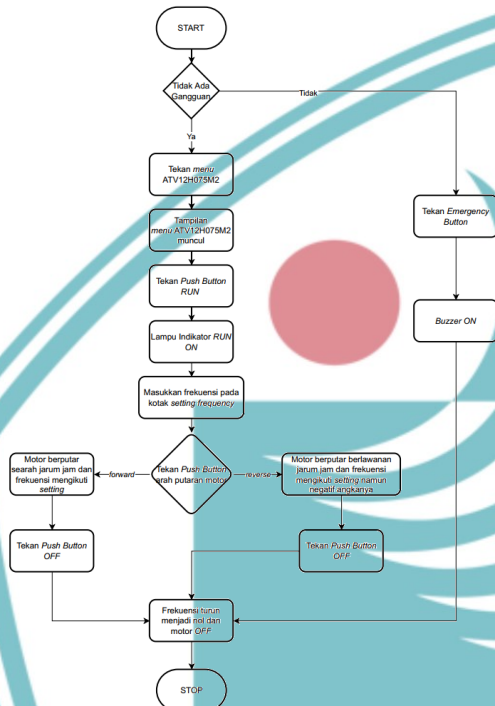 START
Tidak Ada
Gangguan
Tidak
Ya
Tekan menu
ATV12H075M2
Tampilan
menu ATV12H075M2
muncul
Tekan Emergency
Button
Tekan Push Button
RUN
Buzzer ON
Lampu Indikator RUN
ON
Masukkan frekuensi pada
kotak setting frequency
Motor berputar
searah jarum jam dan
frekuensi mengikuti
setting
forward
Tekan Push Button
arah putaran motor
reverse
Motor berputar berlawanan
jarum jam dan frekuensi
mengikuti setting namun
negatif angkanya
Tekan Push Button
OFF
Tekan Push Button
OFF
Frekuensi turun
menjadi nol dan
motor OFF
STOP